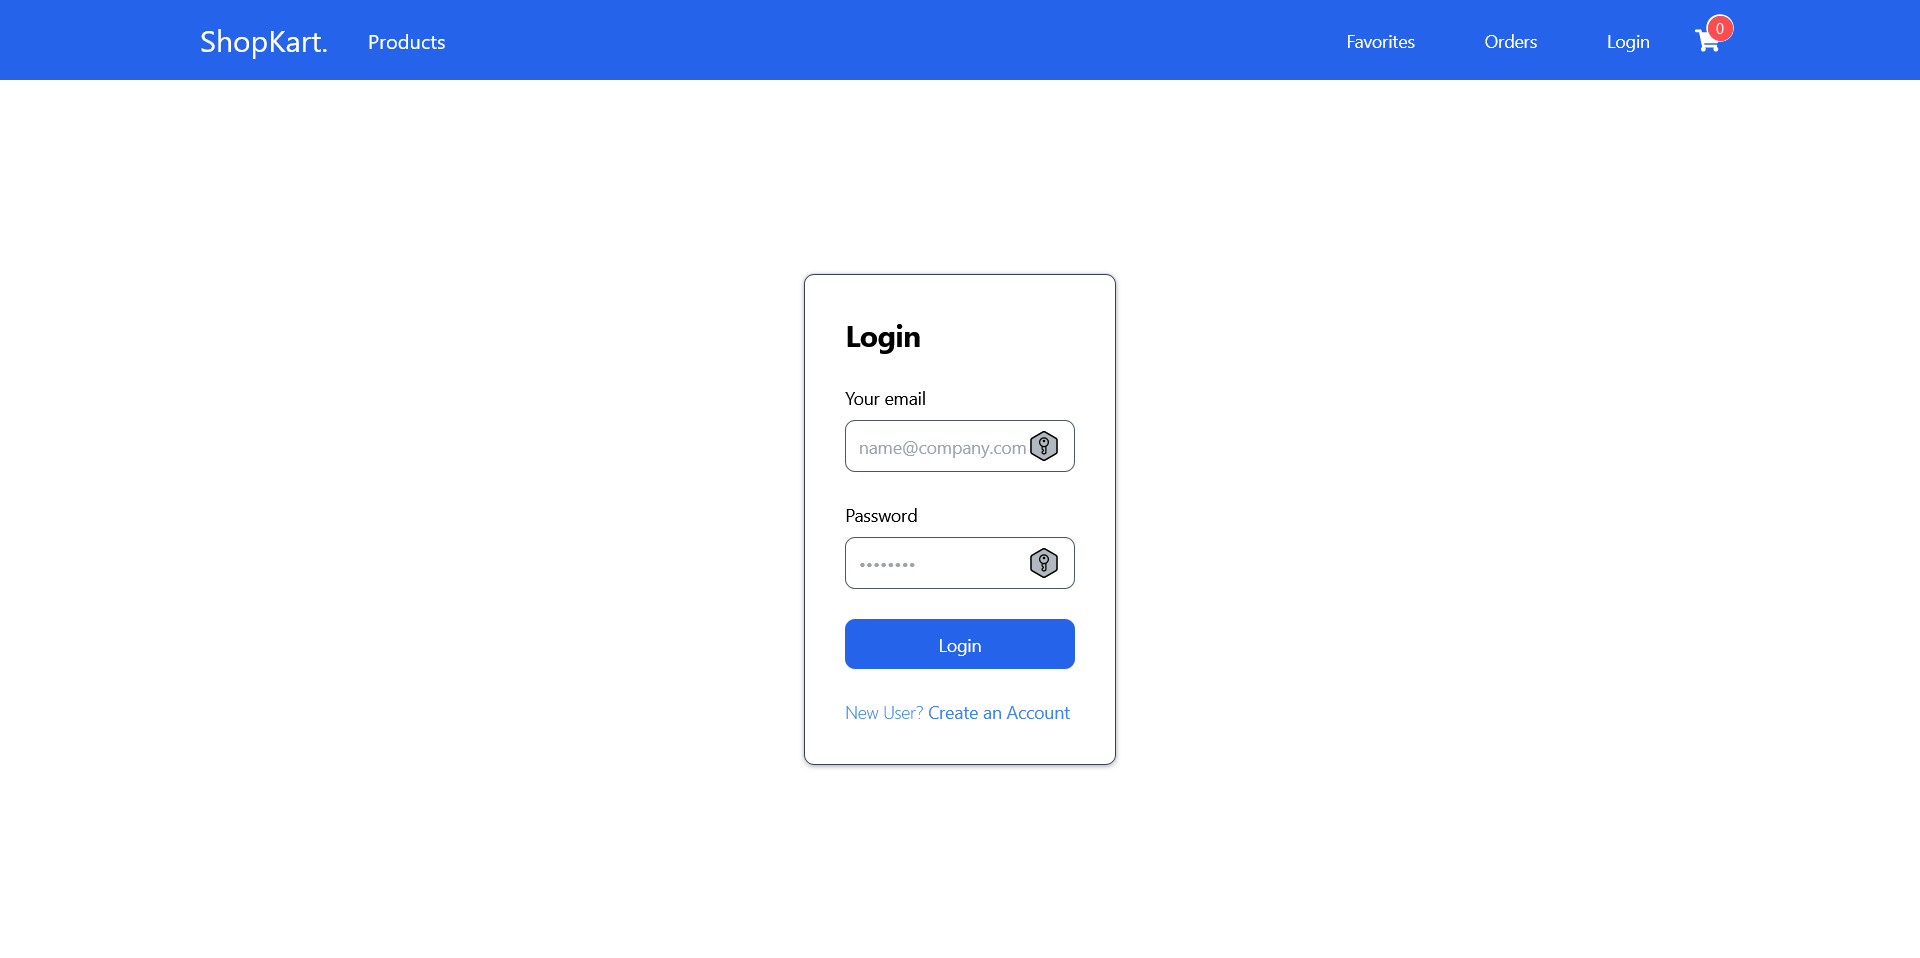 ShopKart. Products Favorites Orders Login 0
Login
Your email
name@company.com
Password
••••••••
Login
New User? Create an Account